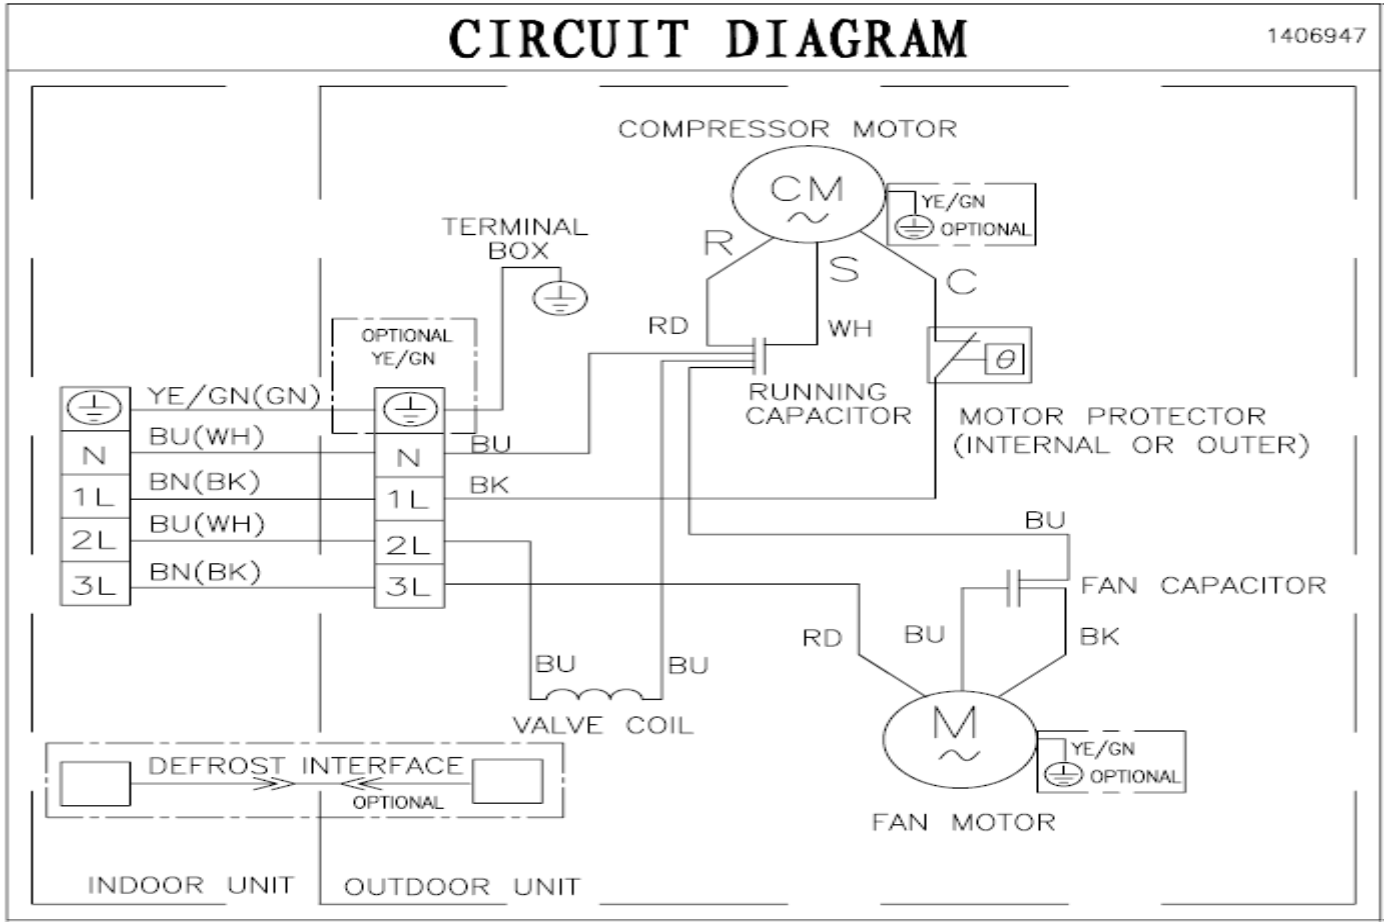 CIRCUIT DIAGRAM
1406947
COMPRESSOR MOTOR
CM
YE/GN
OPTIONAL
R
S
C
TERMINAL
BOX
RD
WH
θ
OPTIONAL
YE/GN
RUNNING
CAPACITOR
MOTOR PROTECTOR
(INTERNAL OR OUTER)
YE/GN(GN)
N
BU(WH)
N
BU
1L
BN(BK)
1L
BK
2L
BU(WH)
2L
3L
BN(BK)
3L
BU
FAN CAPACITOR
RD
BU
BK
BU
BU
VALVE COIL
M
YE/GN
OPTIONAL
FAN MOTOR
DEFROST INTERFACE
OPTIONAL
INDOOR UNIT
OUTDOOR UNIT